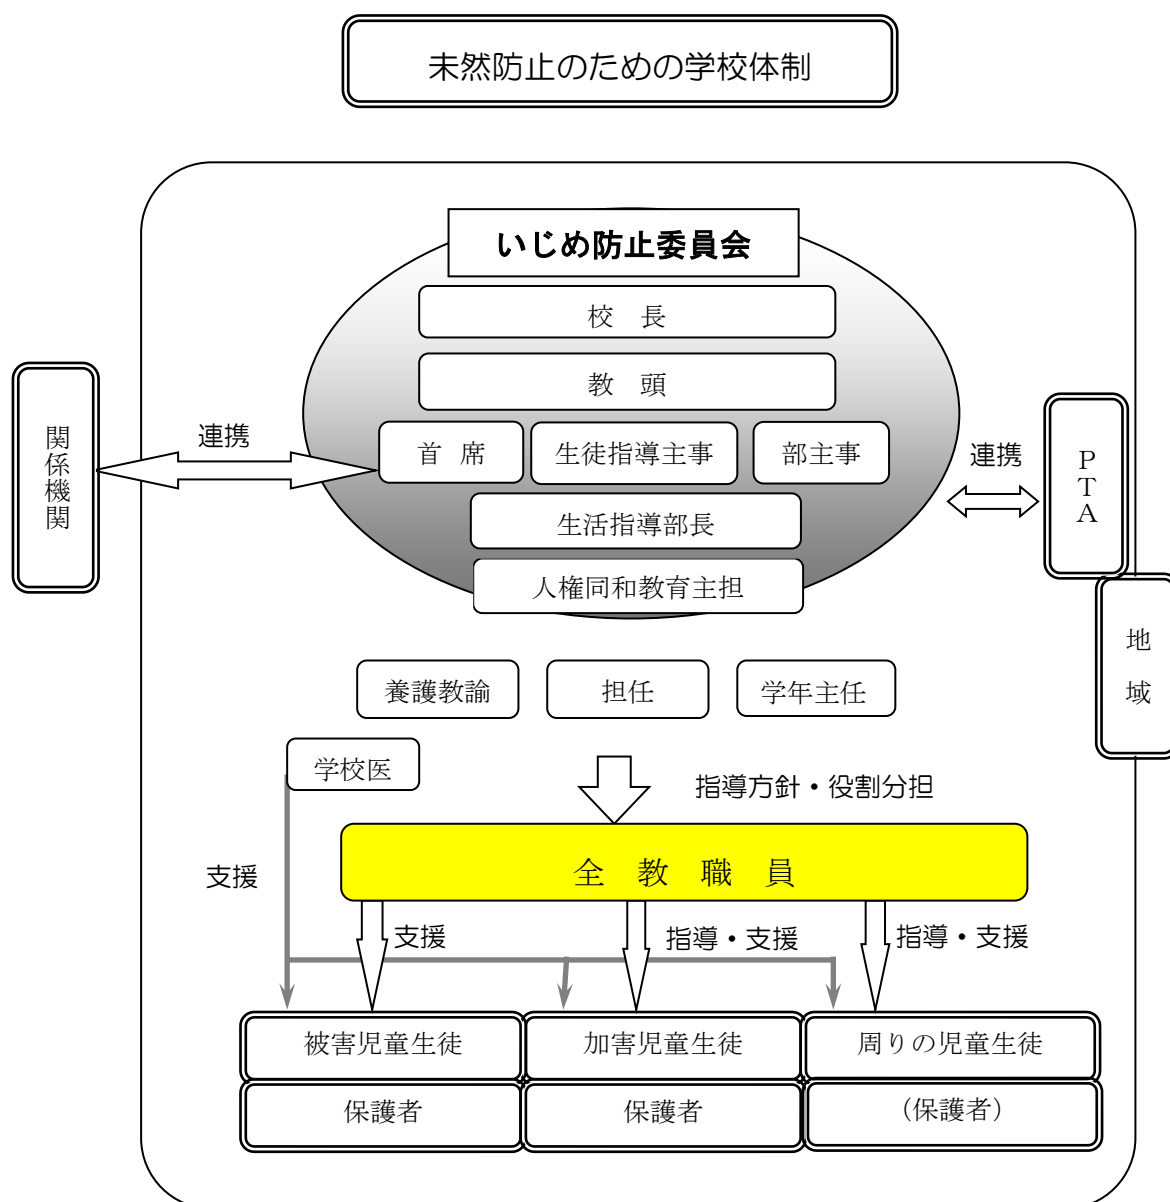 未然防止のための学校体制
いじめ防止委員会
校　長
教　頭
首　席
生徒指導主事
部主事
生活指導部長
人権同和教育主担
関係機関
連携
連携
PTA
地域
養護教諭
担任
学年主任
学校医
指導方針・役割分担
全　教　職　員
支援
支援
指導・支援
指導・支援
被害児童生徒
加害児童生徒
周りの児童生徒
保護者
保護者
（保護者）